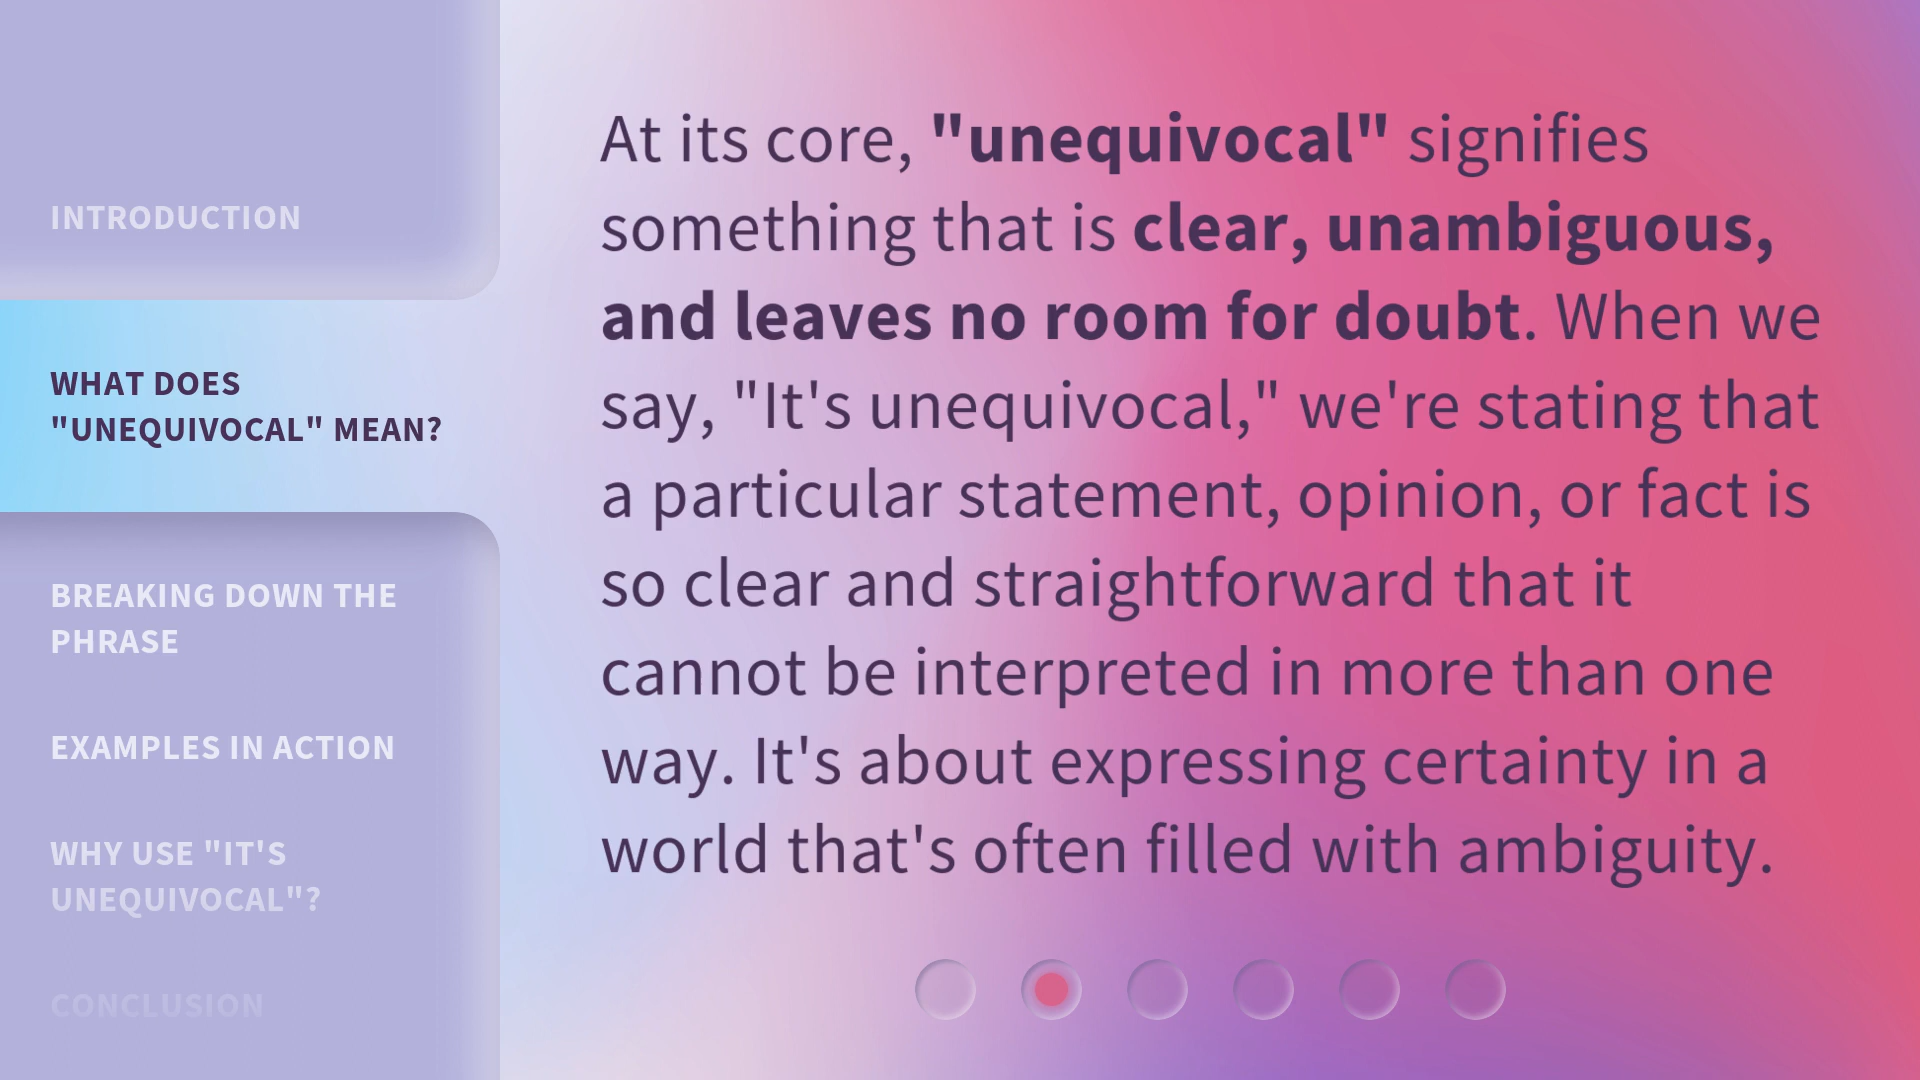 INTRODUCTION
WHAT DOES
"UNEQUIVOCAL" MEAN?
BREAKING DOWN THE
PHRASE
EXAMPLES IN ACTION
WHY USE "IT'S
UNEQUIVOCAL"?
CONCLUSION
At its core, "unequivocal" signifies
something that is clear, unambiguous,
and leaves no room for doubt. When we
say, "It's unequivocal," we're stating that
a particular statement, opinion, or fact is
so clear and straightforward that it
cannot be interpreted in more than one
way. It's about expressing certainty in a
world that's often filled with ambiguity.